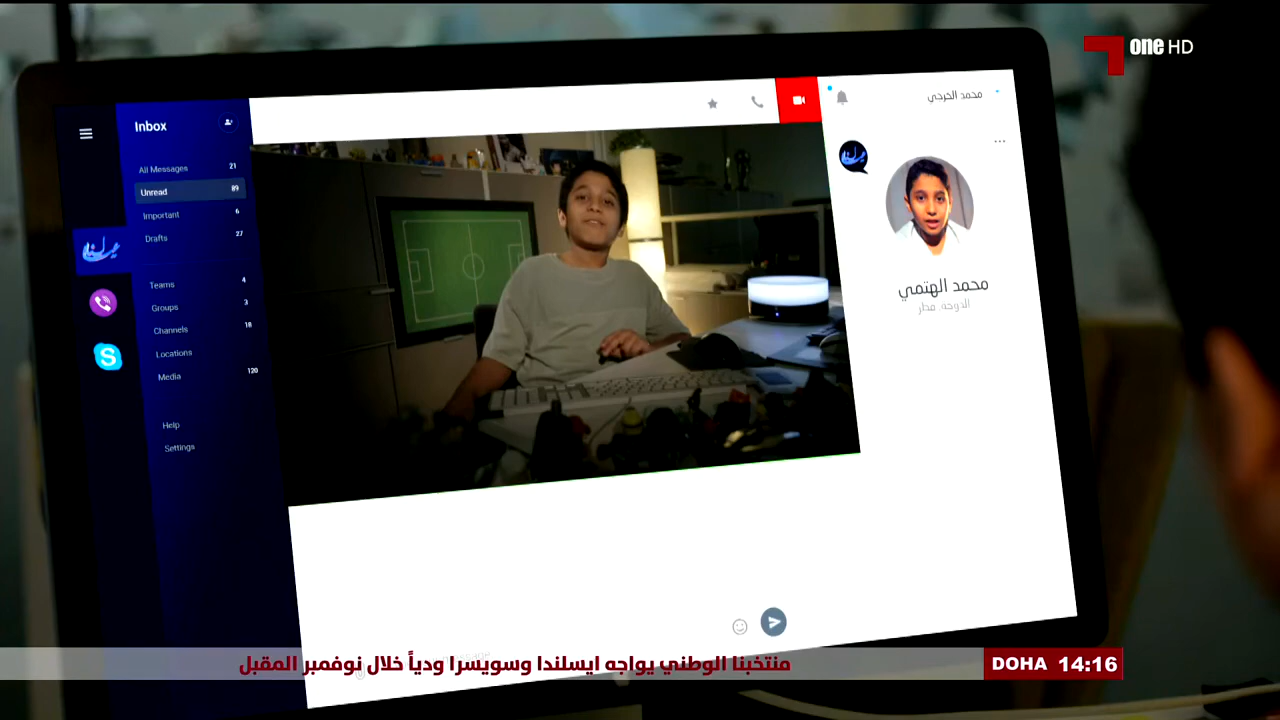 one HD
Inbox
All Messages 21
Unread 89
Important 6
Drafts 27
Teams 4
Groups 3
Channels 18
Locations
Media 120
Help
Settings
محمد الخرجي
محمد الهتمي
الدوحة, قطر
منتخبنا الوطني يواجه ايسلندا وسويسرا ودياً خلال نوفمبر المقبل
DOHA 14:16